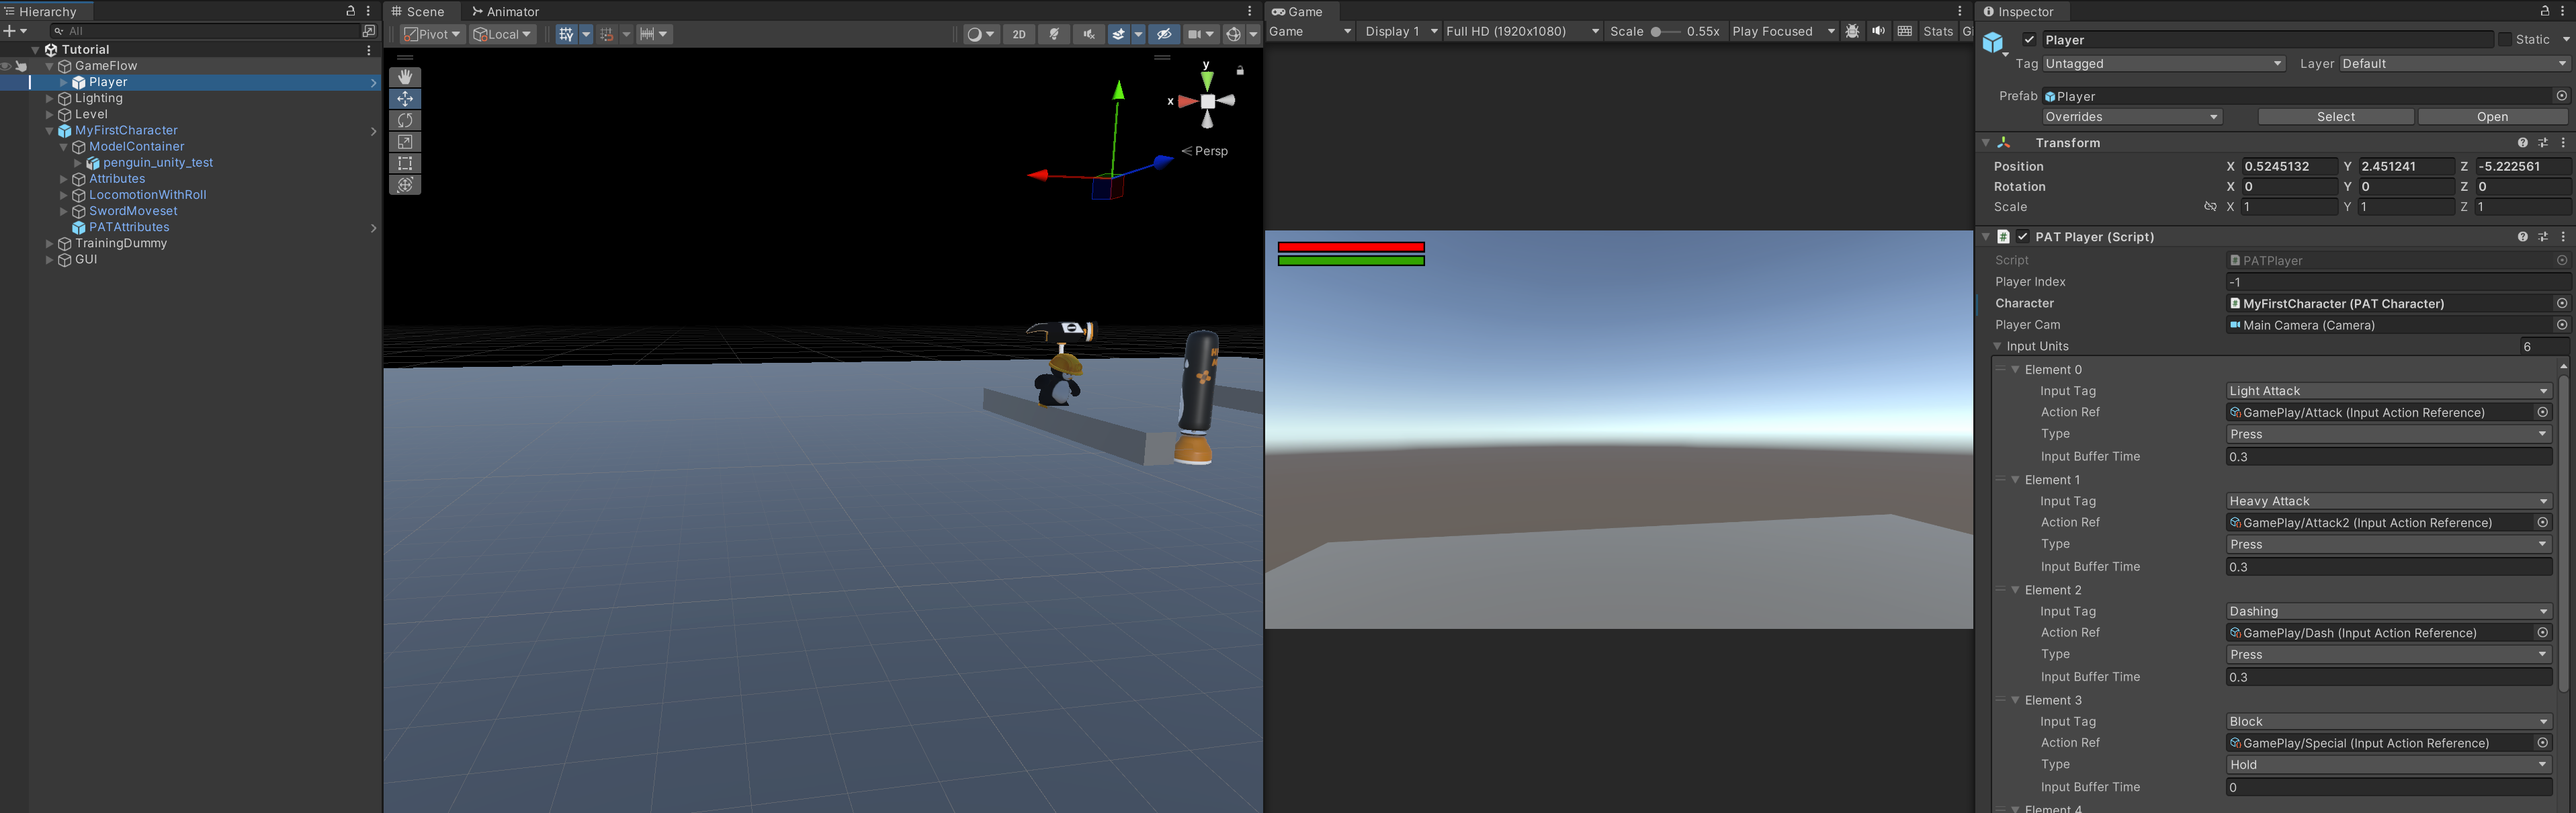 Hierarchy
All
Tutorial
GameFlow
Player
Lighting
Level
MyFirstCharacter
ModelContainer
penguin_unity_test
Attributes
LocomotionWithRoll
SwordMoveset
PATAttributes
TrainingDummy
GUI
Scene Animator
Pivot Local 2D
y
x
Persp
Game
Game Display 1 Full HD (1920x1080) Scale 0.55x Play Focused Stats
Inspector
Player Static
Tag Untagged Layer Default
Prefab Player
Overrides Select Open
Transform
Position X 0.5245132 Y 2.451241 Z -5.222561
Rotation X 0 Y 0 Z 0
Scale X 1 Y 1 Z 1
PAT Player (Script)
Script PATPlayer
Player Index -1
Character MyFirstCharacter (PAT Character)
Player Cam Main Camera (Camera)
Input Units 6
Element 0
Input Tag Light Attack
Action Ref GamePlay/Attack (Input Action Reference)
Type Press
Input Buffer Time 0.3
Element 1
Input Tag Heavy Attack
Action Ref GamePlay/Attack2 (Input Action Reference)
Type Press
Input Buffer Time 0.3
Element 2
Input Tag Dashing
Action Ref GamePlay/Dash (Input Action Reference)
Type Press
Input Buffer Time 0.3
Element 3
Input Tag Block
Action Ref GamePlay/Special (Input Action Reference)
Type Hold
Input Buffer Time 0
Element 4